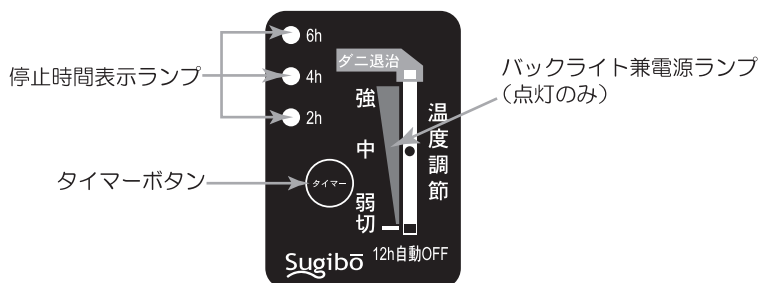 停止時間表示ランプ
タイマーボタン
6h
4h
2h
ダニ退治
強
中
弱
切
温度調節
タイマー
12h自動OFF
Sugibō
バックライト兼電源ランプ
(点灯のみ)